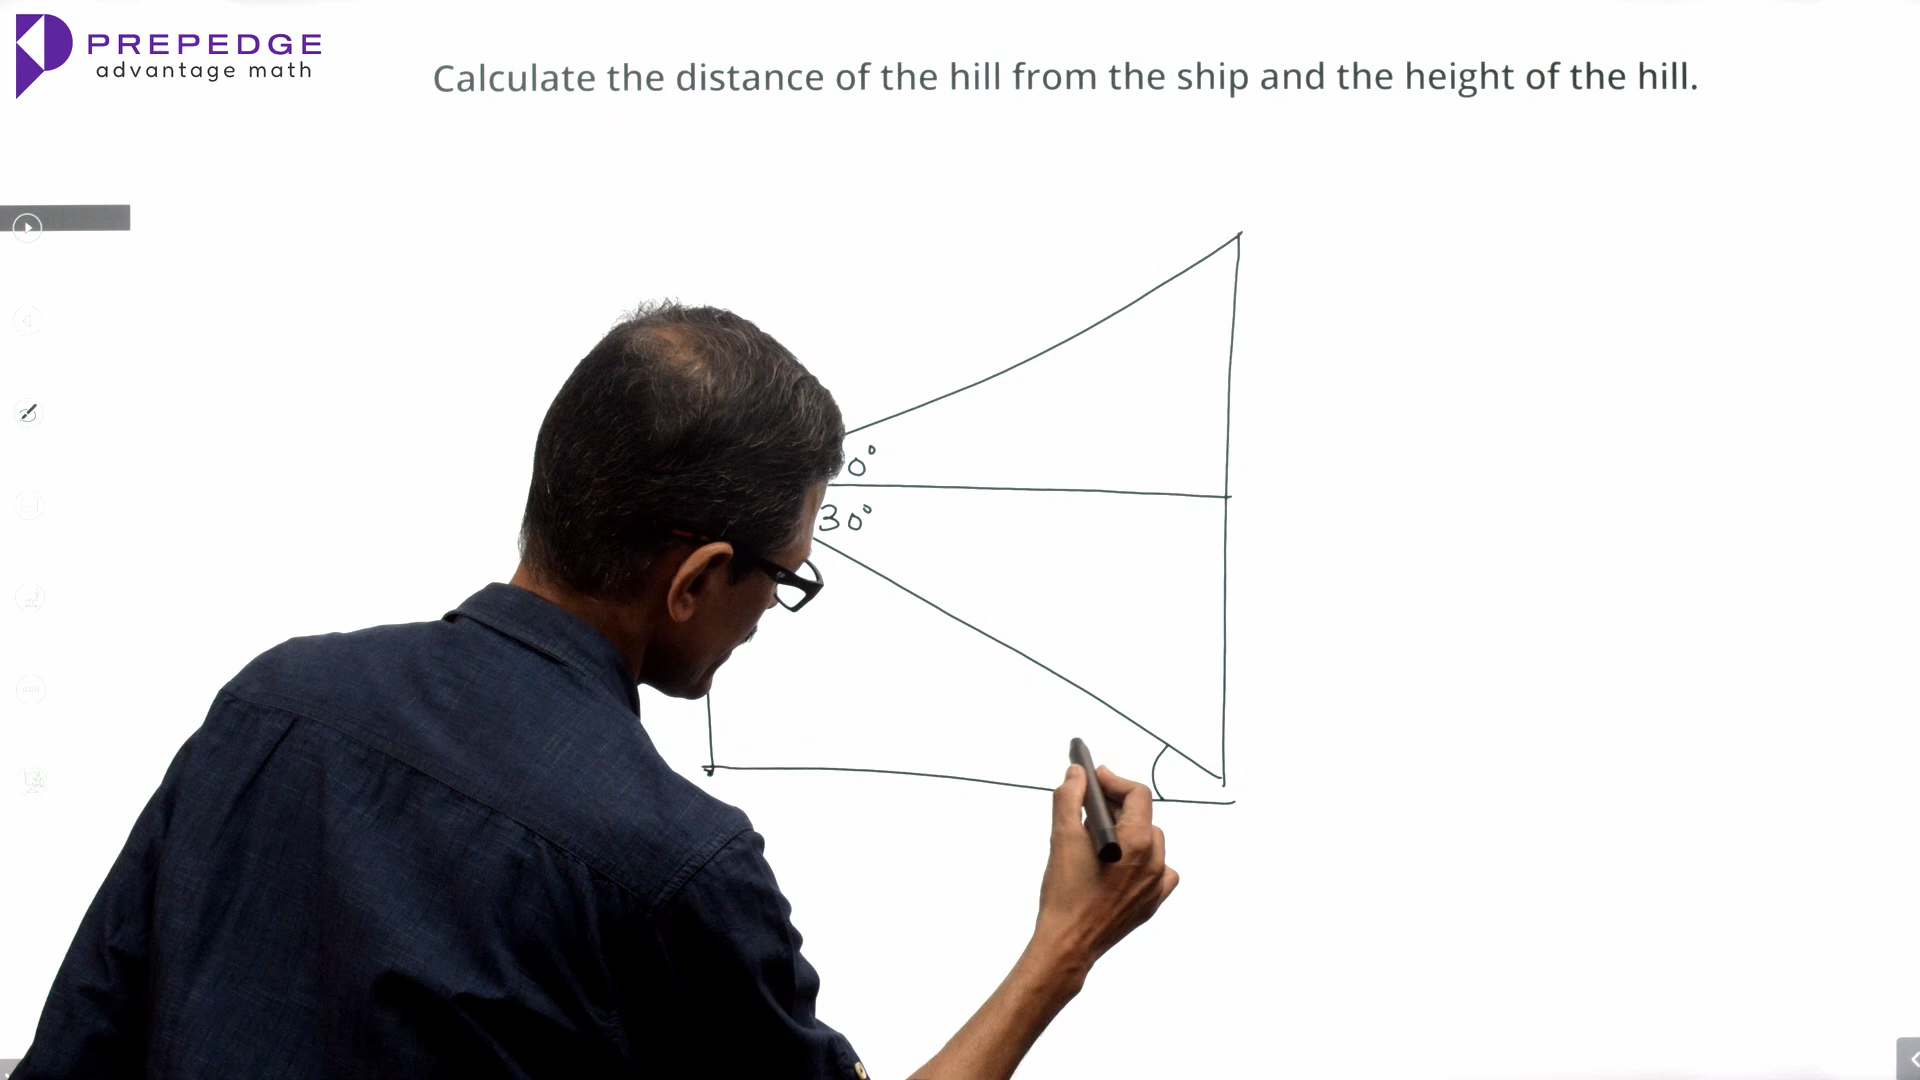 PREPEDGE
advantage math
Calculate the distance of the hill from the ship and the height of the hill.
0°
30°